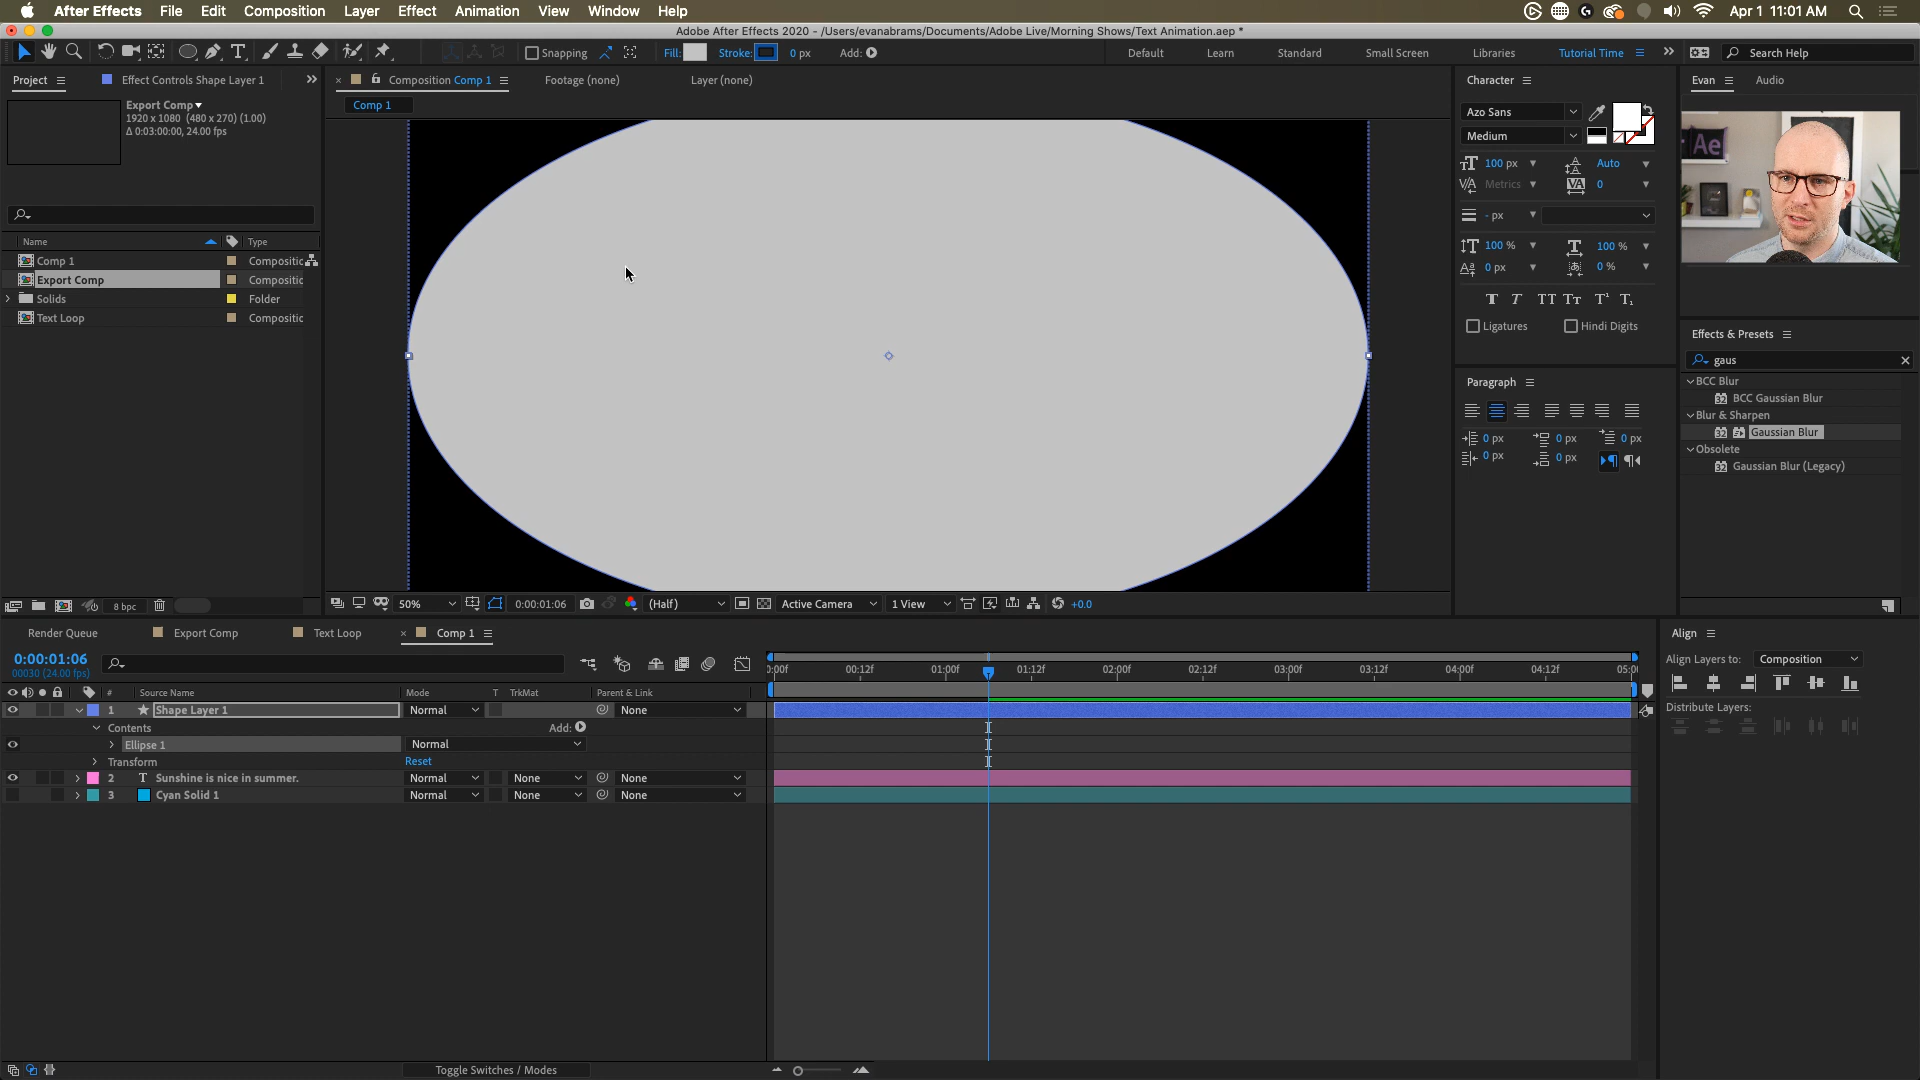 After Effects File Edit Composition Layer Effect Animation View Window Help Apr 1 11:01 AM
Adobe After Effects 2020 - /Users/evanabrams/Documents/Adobe Live/Morning Shows/Text Animation.aep *
Snapping Fill: Stroke: 0 px Add: Default Learn Standard Small Screen Libraries Tutorial Time Search Help
Project Effect Controls Shape Layer 1 Composition Comp 1 Footage (none) Layer (none) Character Evan Audio
Export Comp
1920 x 1080 (480 x 270) (1.00)
Δ 0:03:00:00, 24.00 fps
Comp 1
Azo Sans
Medium
100 px Auto
Metrics 0
- px
100 % 100 %
0 px 0 %
T T TT Tt T¹ T₁
Ligatures Hindi Digits
Ae
Name Type
Comp 1 Compositic
Export Comp Compositic
Solids Folder
Text Loop Compositic
Effects & Presets
gaus
BCC Blur
BCC Gaussian Blur
Blur & Sharpen
Gaussian Blur
Obsolete
Gaussian Blur (Legacy)
Paragraph
0 px 0 px 0 px
0 px 0 px
8 bpc 50% 0:00:01:06 (Half) Active Camera 1 View +0.0
Render Queue Export Comp Text Loop Comp 1
0:00:01:06
00030 (24.00 fps)
0:00f 00:12f 01:00f 01:12f 02:00f 02:12f 03:00f 03:12f 04:00f 04:12f 05:00
# Source Name Mode T TrkMat Parent & Link
1 Shape Layer 1 Normal None
Contents Add:
Ellipse 1 Normal
Transform Reset
2 T Sunshine is nice in summer. Normal None None
3 Cyan Solid 1 Normal None None
Align
Align Layers to: Composition
Distribute Layers:
Toggle Switches / Modes